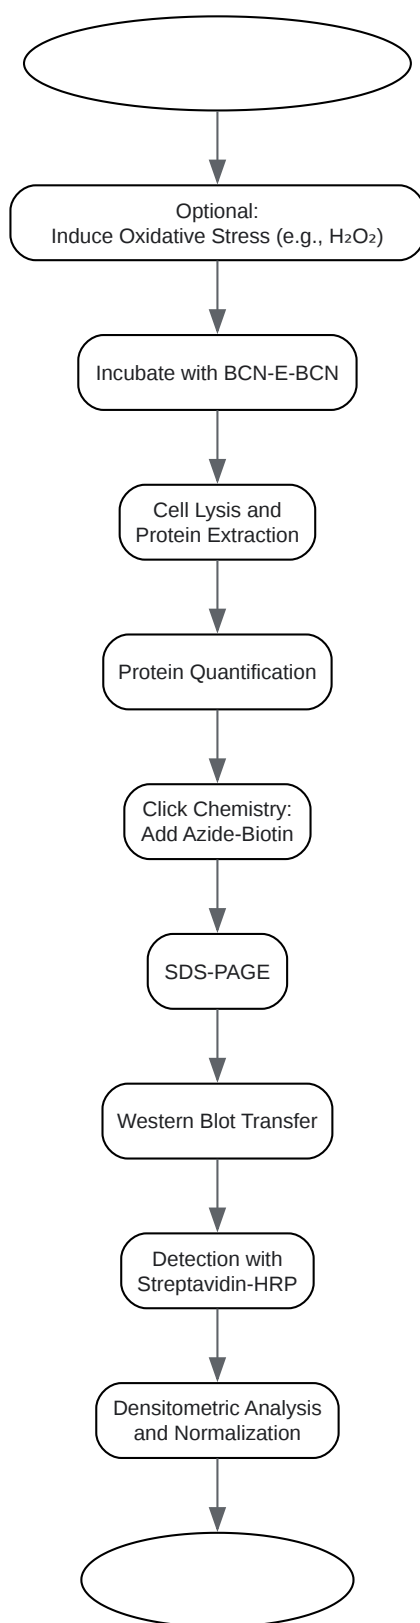 Optional:
Induce Oxidative Stress (e.g., H₂O₂)
Incubate with BCN-E-BCN
Cell Lysis and
Protein Extraction
Protein Quantification
Click Chemistry:
Add Azide-Biotin
SDS-PAGE
Western Blot Transfer
Detection with
Streptavidin-HRP
Densitometric Analysis
and Normalization